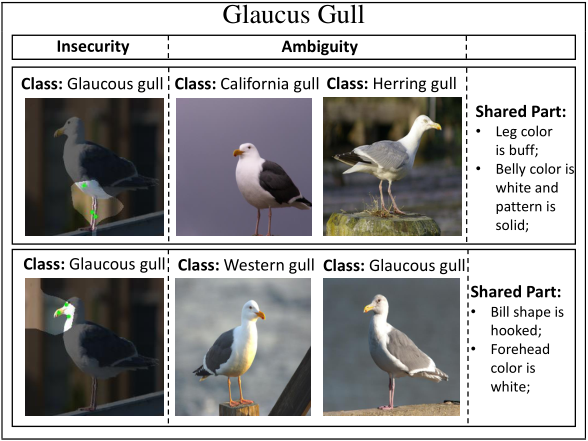 Glaucus Gull
Insecurity
Ambiguity
Class: Glaucous gull
Class: California gull
Class: Herring gull
Shared Part:
• Leg color
is buff;
• Belly color is
white and
pattern is
solid;
Class: Glaucous gull
Class: Western gull
Class: Glaucous gull
Shared Part:
• Bill shape is
hooked;
• Forehead
color is
white;